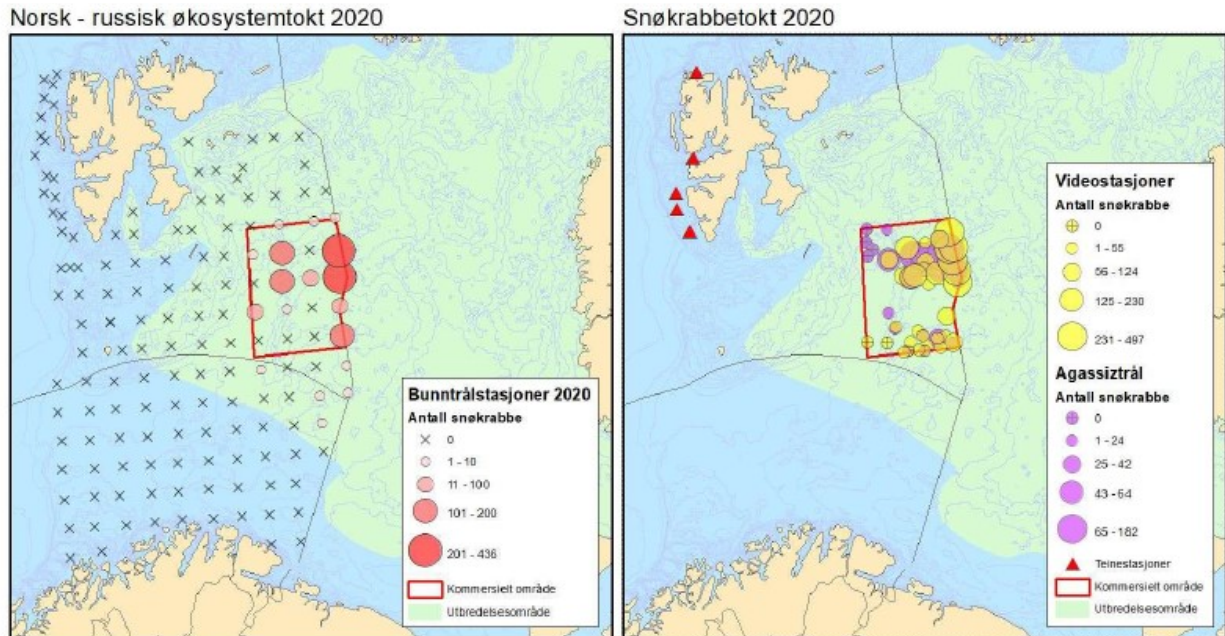 Norsk - russisk økosystemtokt 2020
Bunntrålstasjoner 2020
Antall snøkrabbe
0
1 - 10
11 - 100
101 - 200
201 - 436
Kommersielt område
Utbredelsesområde
Snøkrabbetokt 2020
Videostasjoner
Antall snøkrabbe
0
1 - 55
56 - 124
125 - 230
231 - 497
Agassiztrål
Antall snøkrabbe
0
1 - 24
25 - 42
43 - 64
65 - 182
Teinestasjoner
Kommersielt område
Utbredelsesområde